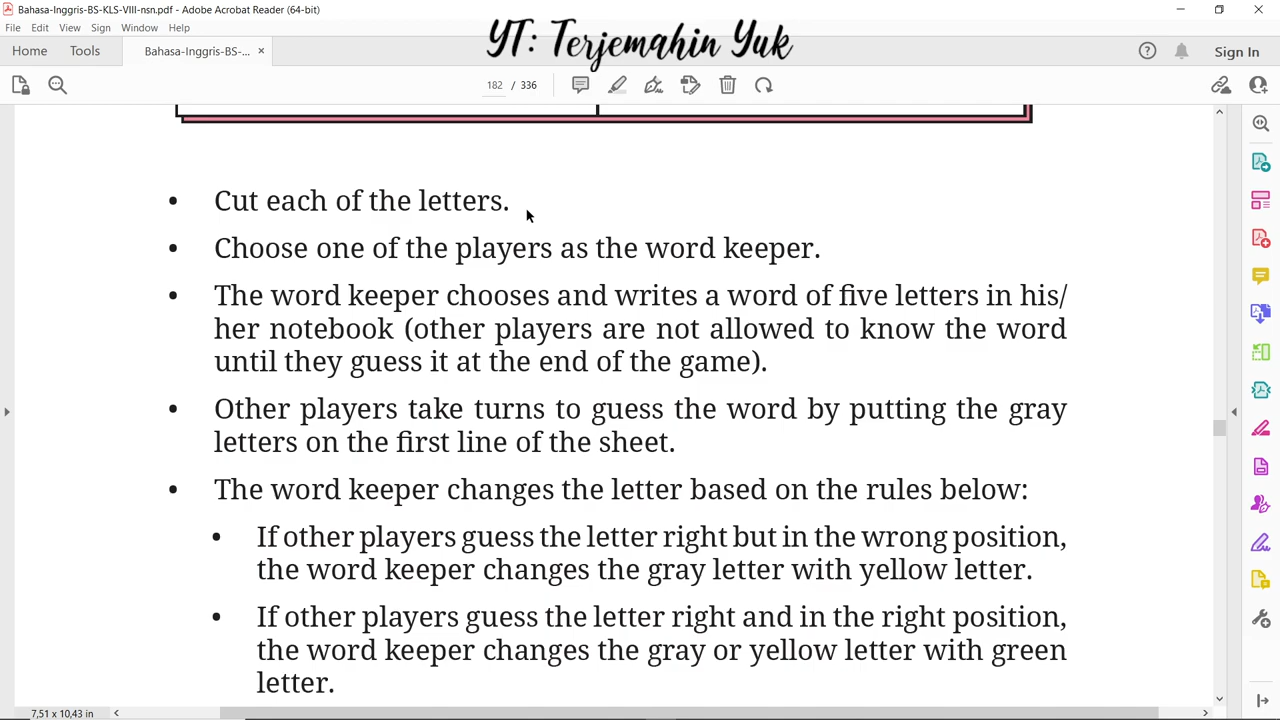 Bahasa-Inggris-BS-KLS-VIII-nsn.pdf - Adobe Acrobat Reader (64-bit)
File Edit View Sign Window Help
YT: Terjemahin Yuk
Home Tools Bahasa-Inggris-BS-... × Sign In
182 / 336
• Cut each of the letters.
• Choose one of the players as the word keeper.
• The word keeper chooses and writes a word of five letters in his/
her notebook (other players are not allowed to know the word
until they guess it at the end of the game).
• Other players take turns to guess the word by putting the gray
letters on the first line of the sheet.
• The word keeper changes the letter based on the rules below:
• If other players guess the letter right but in the wrong position,
the word keeper changes the gray letter with yellow letter.
• If other players guess the letter right and in the right position,
the word keeper changes the gray or yellow letter with green
letter.
7,51 x 10,43 in